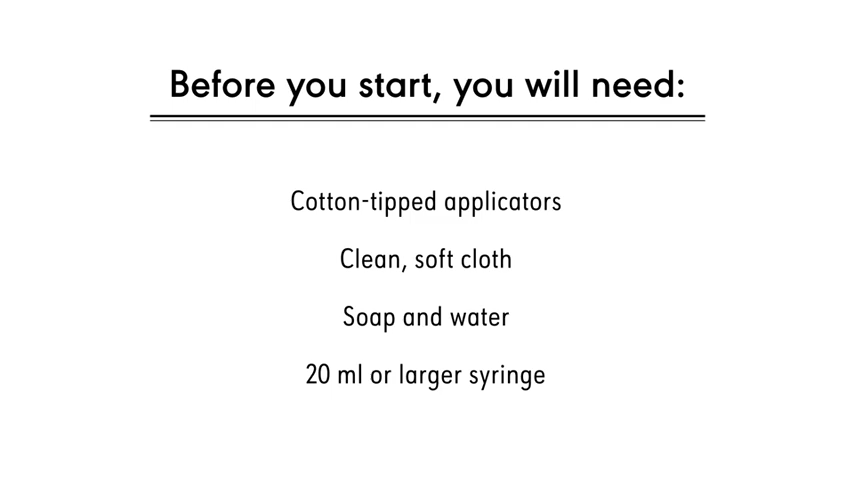 Before you start, you will need:
Cotton-tipped applicators
Clean, soft cloth
Soap and water
20 ml or larger syringe